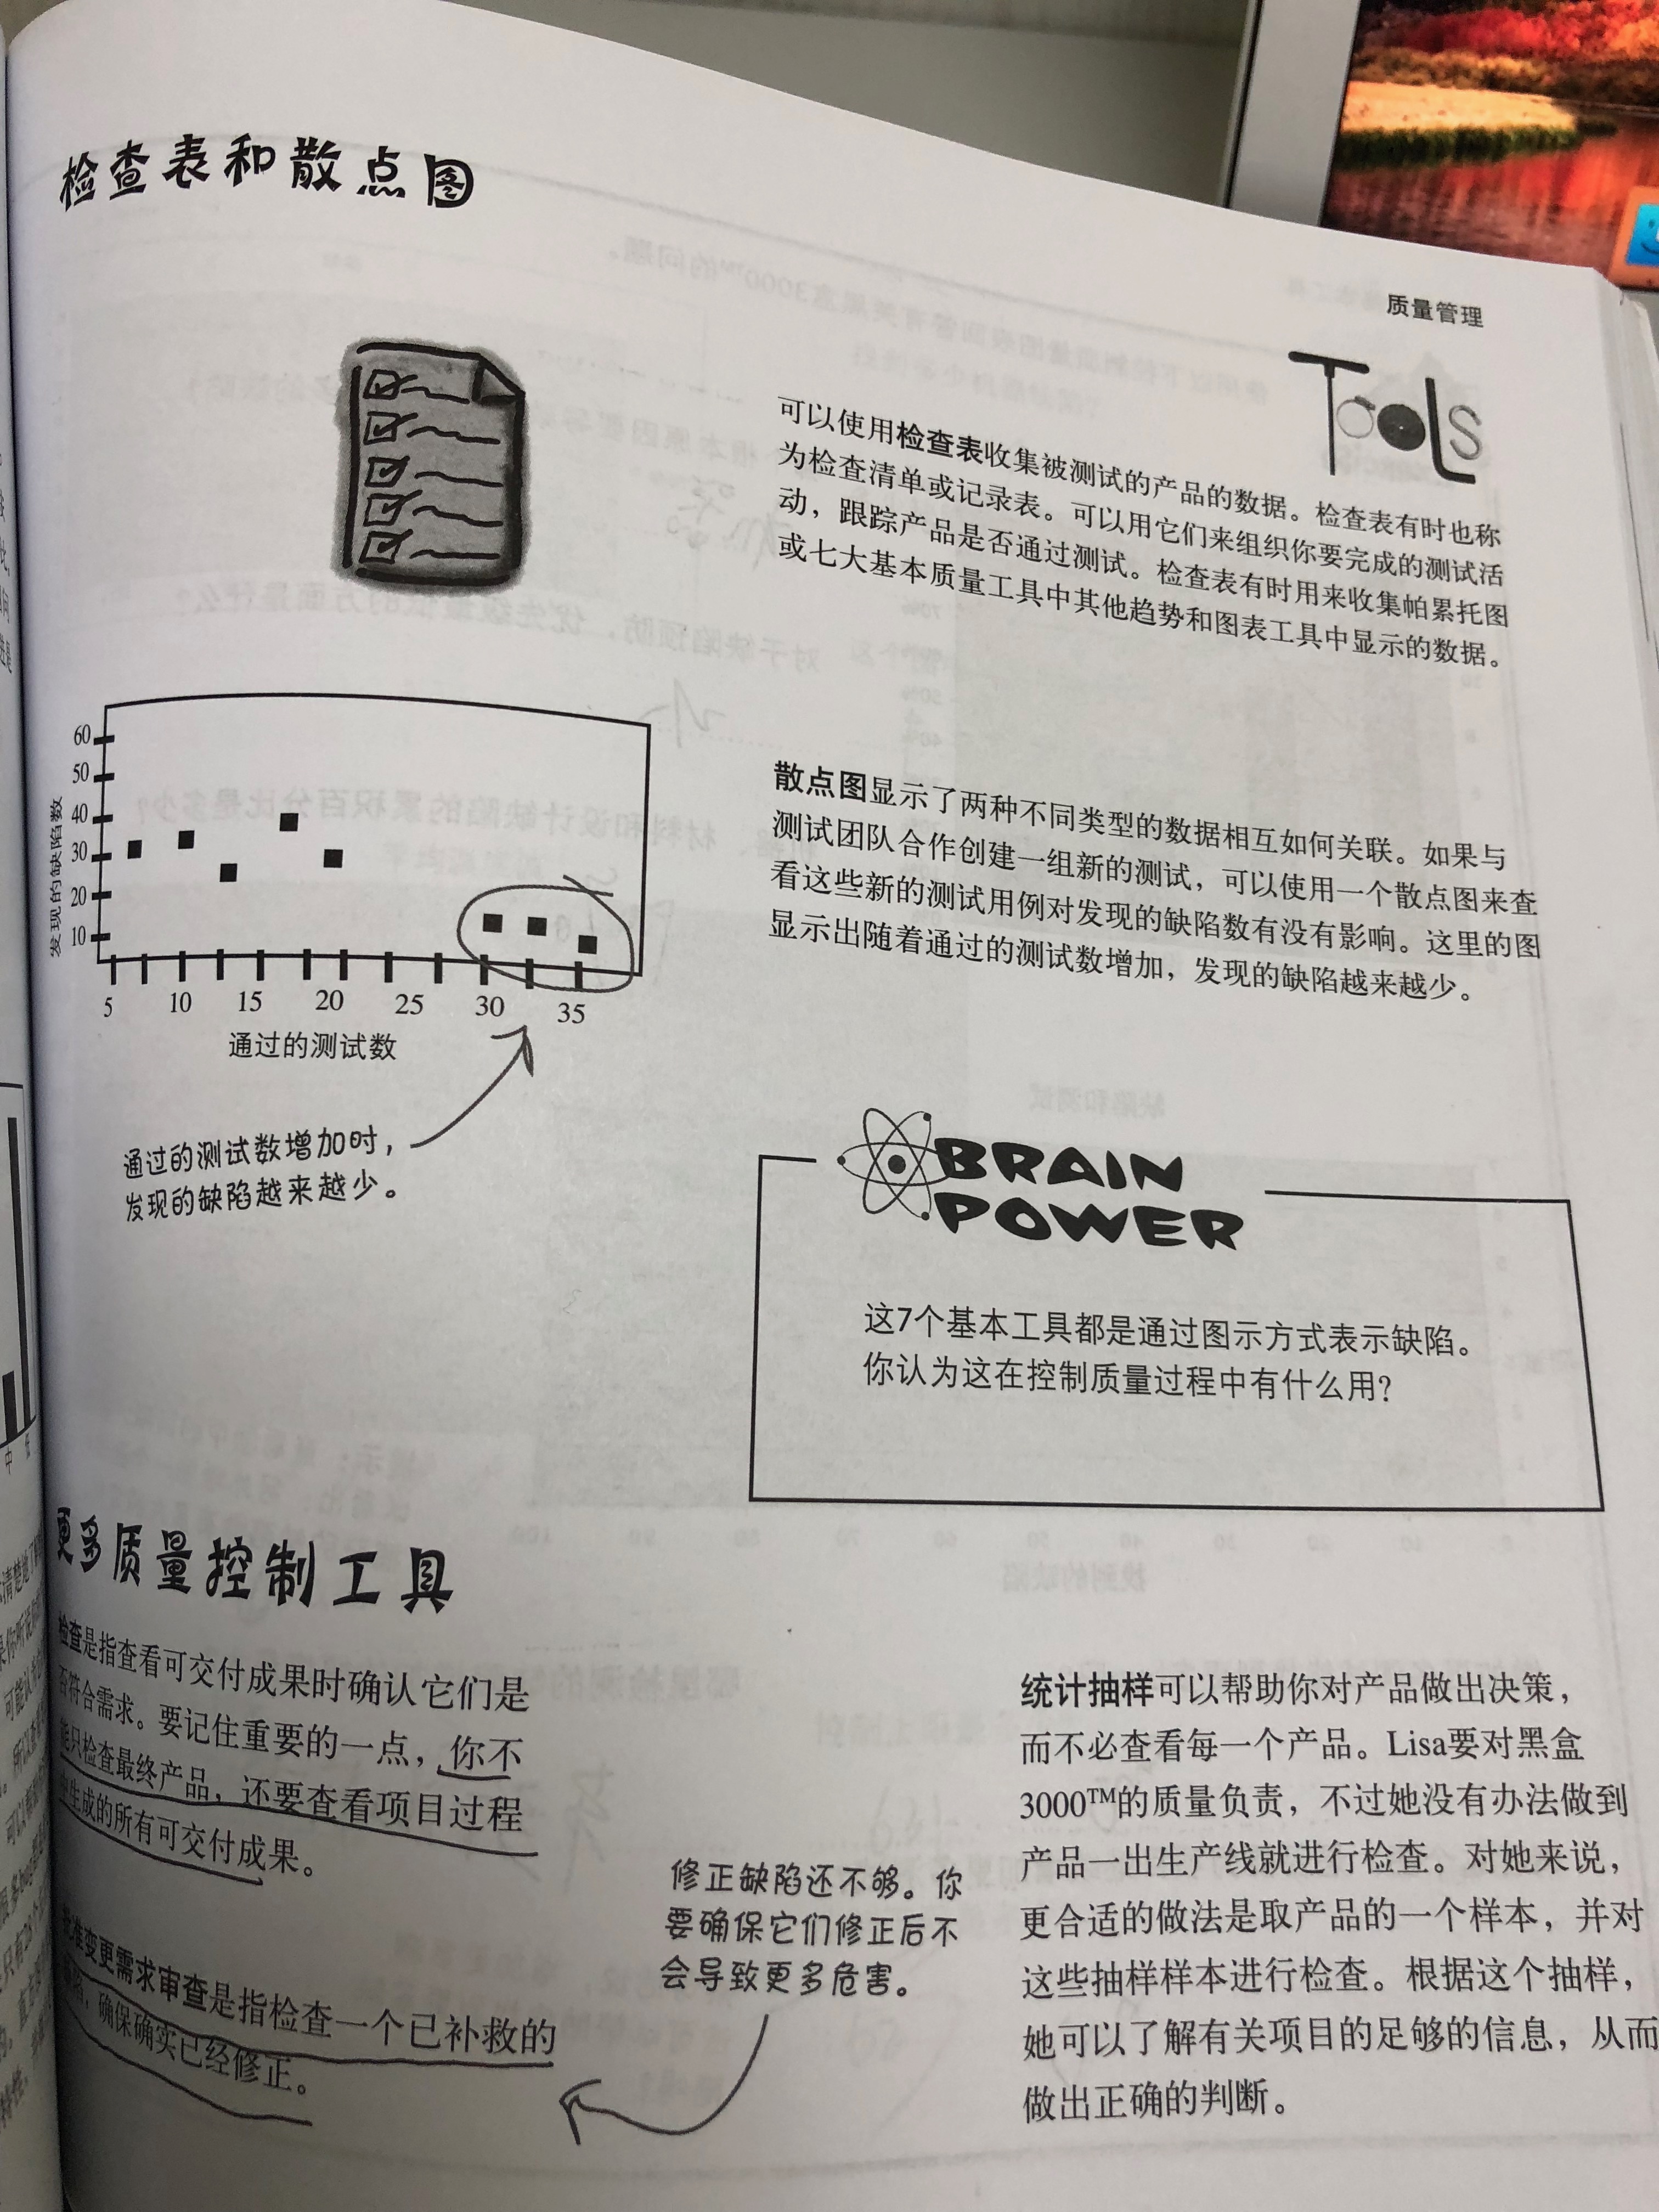 检查表和散点图
质量管理
Tools
可以使用检查表收集被测试的产品的数据。检查表有时也称
为检查清单或记录表。可以用它们来组织你要完成的测试活
动，跟踪产品是否通过测试。检查表有时用来收集帕累托图
或七大基本质量工具中其他趋势和图表工具中显示的数据。
发现的缺陷数
60
50
40
30
20
10
5 10 15 20 25 30 35
通过的测试数
通过的测试数增加时，
发现的缺陷越来越少。
散点图显示了两种不同类型的数据相互如何关联。如果与
测试团队合作创建一组新的测试，可以使用一个散点图来查
看这些新的测试用例对发现的缺陷数有没有影响。这里的图
显示出随着通过的测试数增加，发现的缺陷越来越少。
BRAIN
POWER
这7个基本工具都是通过图示方式表示缺陷。
你认为这在控制质量过程中有什么用？
更多质量控制工具
检查是指查看可交付成果时确认它们是
否符合需求。要记住重要的一点，你不
能只检查最终产品，还要查看项目过程
中生成的所有可交付成果。
批准变更需求审查是指检查一个已补救的
缺陷，确保确实已经修正。
修正缺陷还不够。你
要确保它们修正后不
会导致更多危害。
统计抽样可以帮助你对产品做出决策，
而不必查看每一个产品。Lisa要对黑盒
3000™的质量负责，不过她没有办法做到
产品一出生产线就进行检查。对她来说，
更合适的做法是取产品的一个样本，并对
这些抽样样本进行检查。根据这个抽样，
她可以了解有关项目的足够的信息，从而
做出正确的判断。